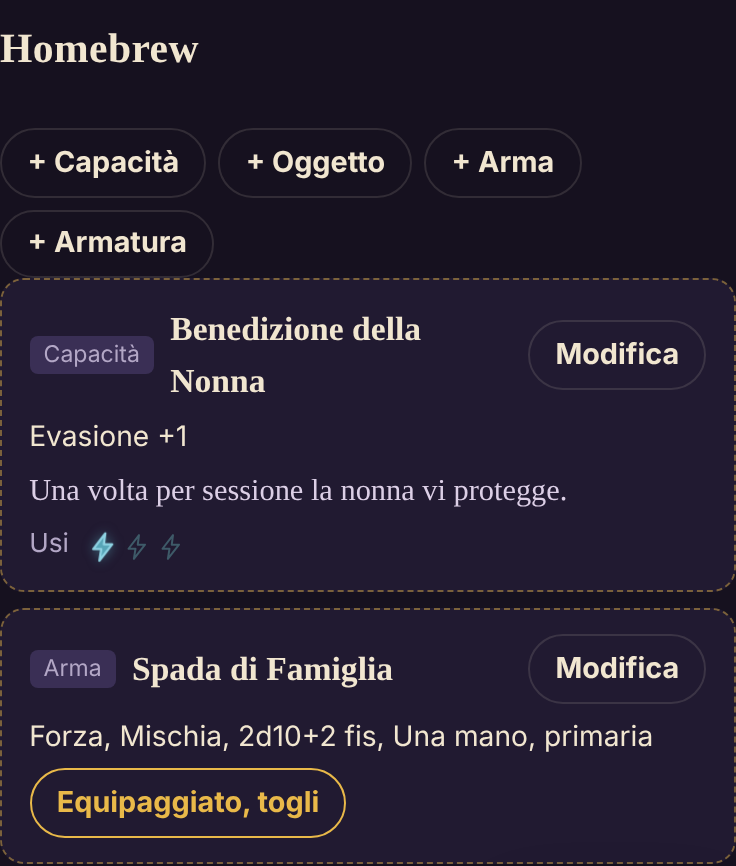 Homebrew
+ Capacità + Oggetto + Arma
+ Armatura
Capacità Benedizione della Nonna Modifica
Evasione +1
Una volta per sessione la nonna vi protegge.
Usi
Arma Spada di Famiglia Modifica
Forza, Mischia, 2d10+2 fis, Una mano, primaria
Equipaggiato, togli